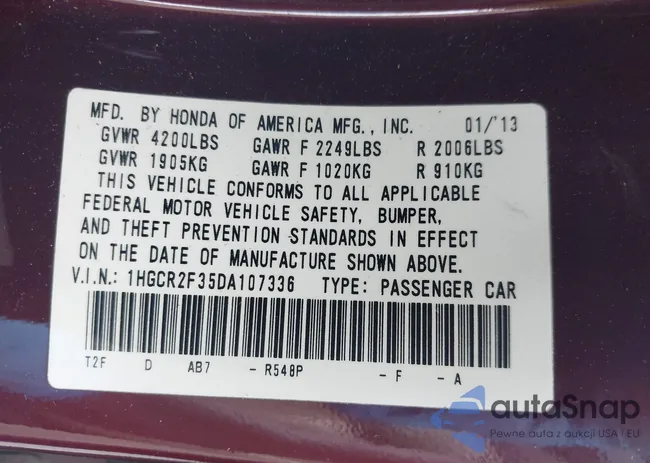 MFD. BY HONDA OF AMERICA MFG., INC. 01/'13
GVWR 4200LBS GAWR F 2249LBS R 2006LBS
GVWR 1905KG GAWR F 1020KG R 910KG
THIS VEHICLE CONFORMS TO ALL APPLICABLE
FEDERAL MOTOR VEHICLE SAFETY, BUMPER,
AND THEFT PREVENTION STANDARDS IN EFFECT
ON THE DATE OF MANUFACTURE SHOWN ABOVE.
V.I.N.: 1HGCR2F35DA107336 TYPE: PASSENGER CAR
T2F D AB7 - R548P - F - A
autoSnap
Pewne auta z aukcji USA i EU